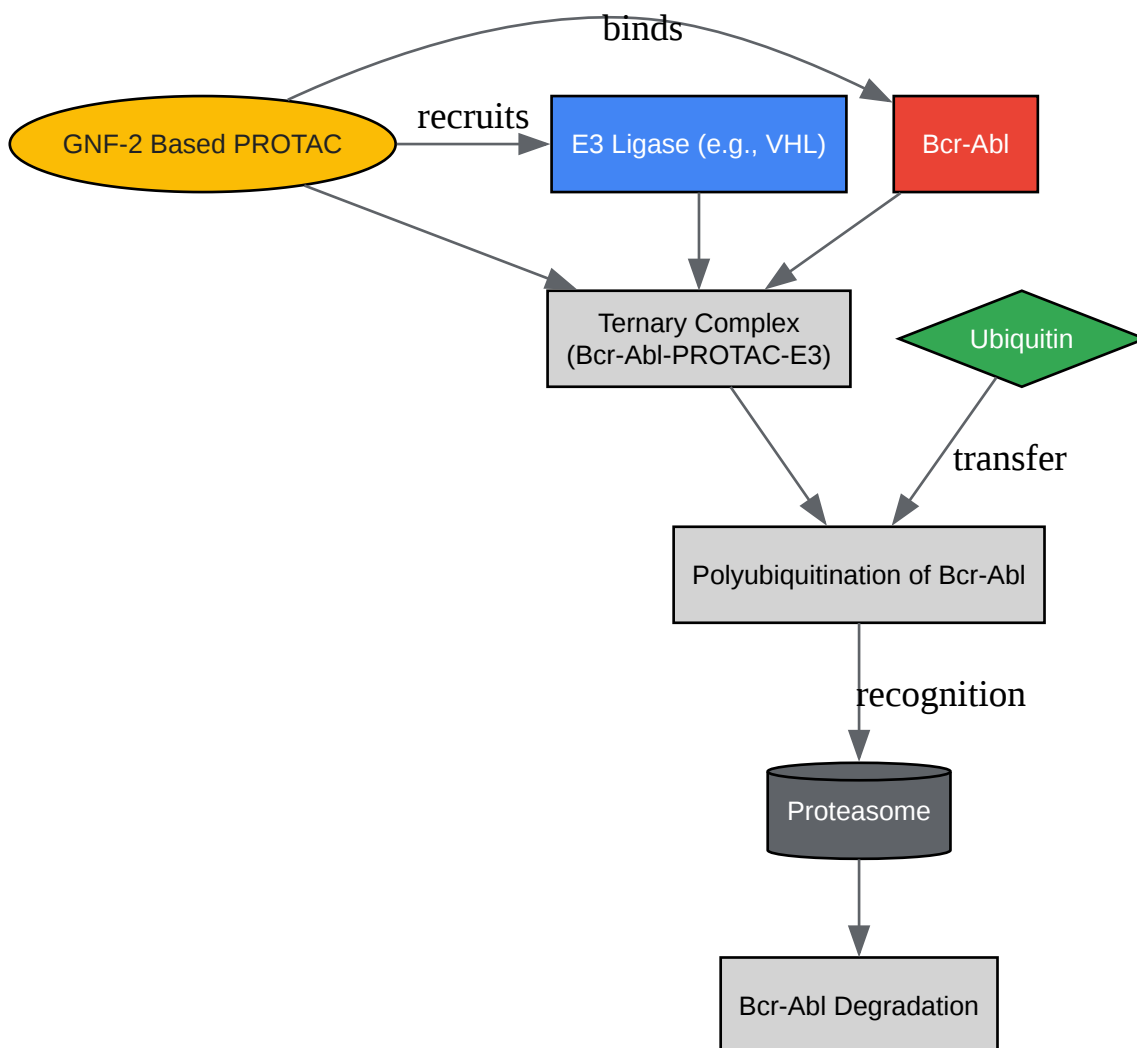 binds
recruits
GNF-2 Based PROTAC
E3 Ligase (e.g., VHL)
Bcr-Abl
Ternary Complex
(Bcr-Abl-PROTAC-E3)
Ubiquitin
transfer
Polyubiquitination of Bcr-Abl
recognition
Proteasome
Bcr-Abl Degradation